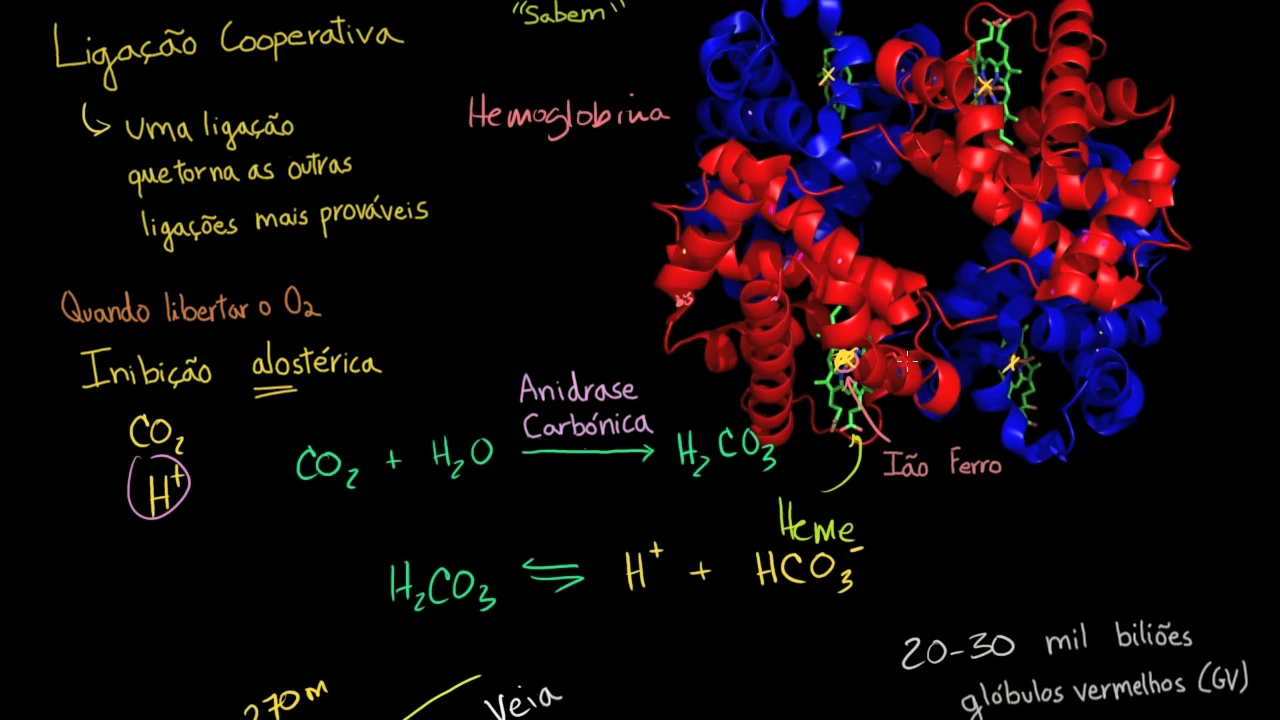 "Sabem"
Ligação Cooperativa
Uma ligação
que torna as outras
ligações mais prováveis
Hemoglobina
Quando libertar o O₂
Inibição alostérica
CO₂
H⁺
Anidrase
Carbónica
CO₂ + H₂O → H₂CO₃
Ião Ferro
Heme
H₂CO₃ ⇌ H⁺ + HCO₃⁻
20-30 mil biliões
glóbulos vermelhos (GV)
270m
Veia